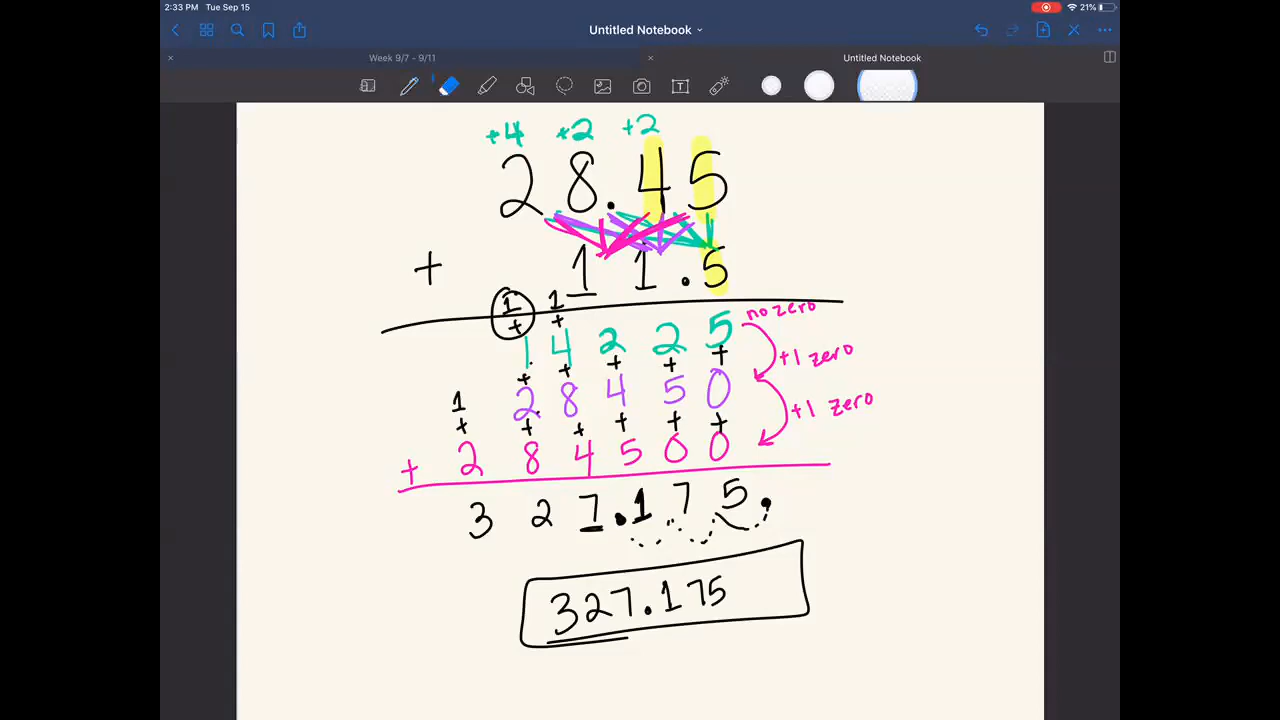 2:33 PM Tue Sep 15
21%
Untitled Notebook
Week 9/7 - 9/11
Untitled Notebook
+4 +2 +2
28.45
+ 11.5
1 1
+ +
14225 no zero
+ + + + +
+1 zero
1 28450
+ + + + + +
+1 zero
+ 284500
327.175.
327.175